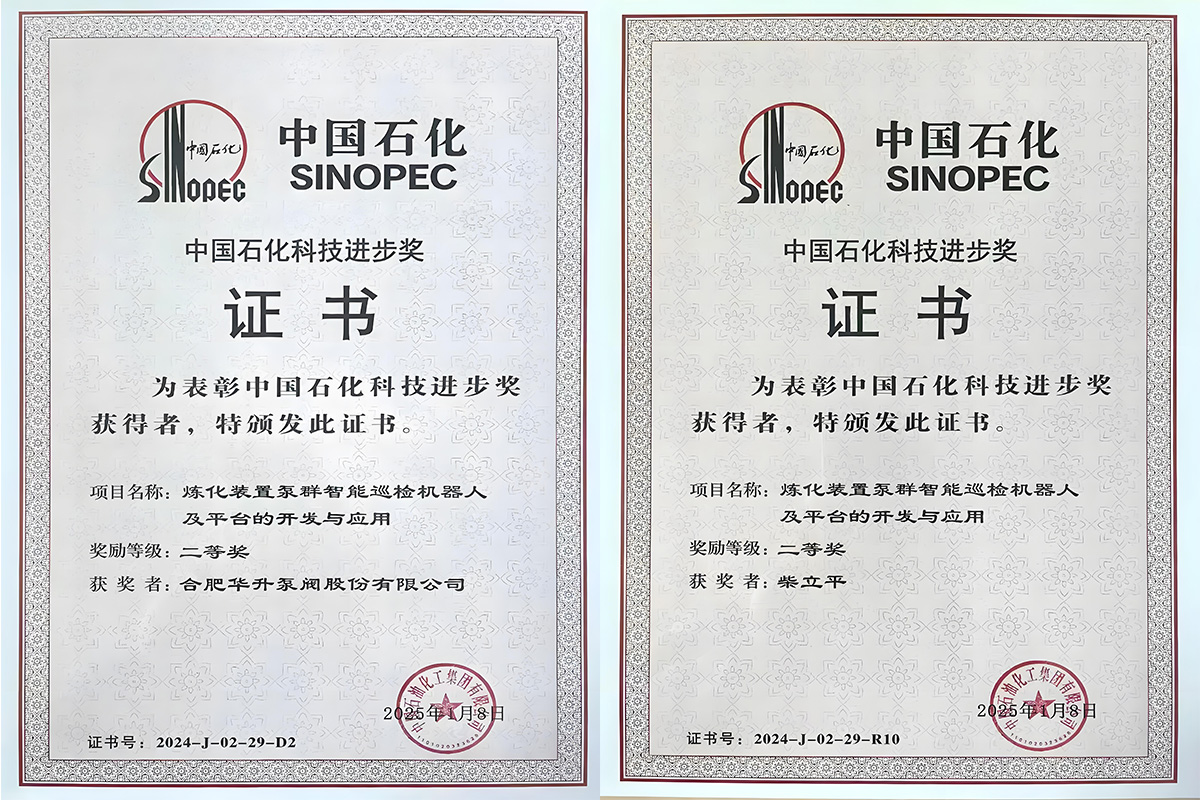 中国石化
SINOPEC
中国石化
SINOPEC
中国石化科技进步奖
证书
为表彰中国石化科技进步奖
获得者，特颁发此证书。
项目名称：炼化装置泵群智能巡检机器人
及平台的开发与应用
奖励等级：二等奖
获奖者：合肥华升泵阀股份有限公司
2025年1月8日
证书号：2024-J-02-29-D2
中国石化
SINOPEC
中国石化
SINOPEC
中国石化科技进步奖
证书
为表彰中国石化科技进步奖
获得者，特颁发此证书。
项目名称：炼化装置泵群智能巡检机器人
及平台的开发与应用
奖励等级：二等奖
获奖者：柴立平
2025年1月8日
证书号：2024-J-02-29-R10